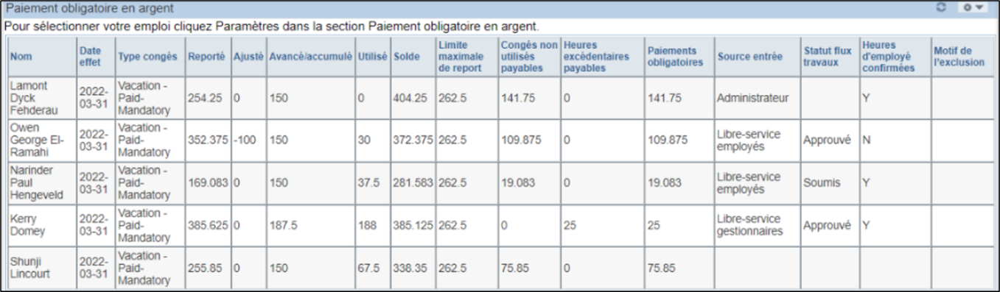 Paiement obligatoire en argent
Pour sélectionner votre emploi cliquez Paramètres dans la section Paiement obligatoire en argent.
Nom Date effet Type congés Reporté Ajusté Avancé/accumulé Utilisé Solde Limite maximale de report Congés non utilisés payables Heures excédentaires payables Paiements obligatoires Source entrée Statut flux travaux Heures d'employé confirmées Motif de l'exclusion
Lamont Dyck Fehderau 2022-03-31 Vacation - Paid- Mandatory 254.25 0 150 0 404.25 262.5 141.75 0 141.75 Administrateur Y
Owen George El-Ramahi 2022-03-31 Vacation - Paid- Mandatory 352.375 -100 150 30 372.375 262.5 109.875 0 109.875 Libre-service employés Approuvé N
Narinder Paul Hengeveld 2022-03-31 Vacation - Paid- Mandatory 169.083 0 150 37.5 281.583 262.5 19.083 0 19.083 Libre-service employés Soumis Y
Kerry Domey 2022-03-31 Vacation - Paid- Mandatory 385.625 0 187.5 188 385.125 262.5 0 25 25 Libre-service gestionnaires Approuvé Y
Shunji Lincourt 2022-03-31 Vacation - Paid- Mandatory 255.85 0 150 67.5 338.35 262.5 75.85 0 75.85